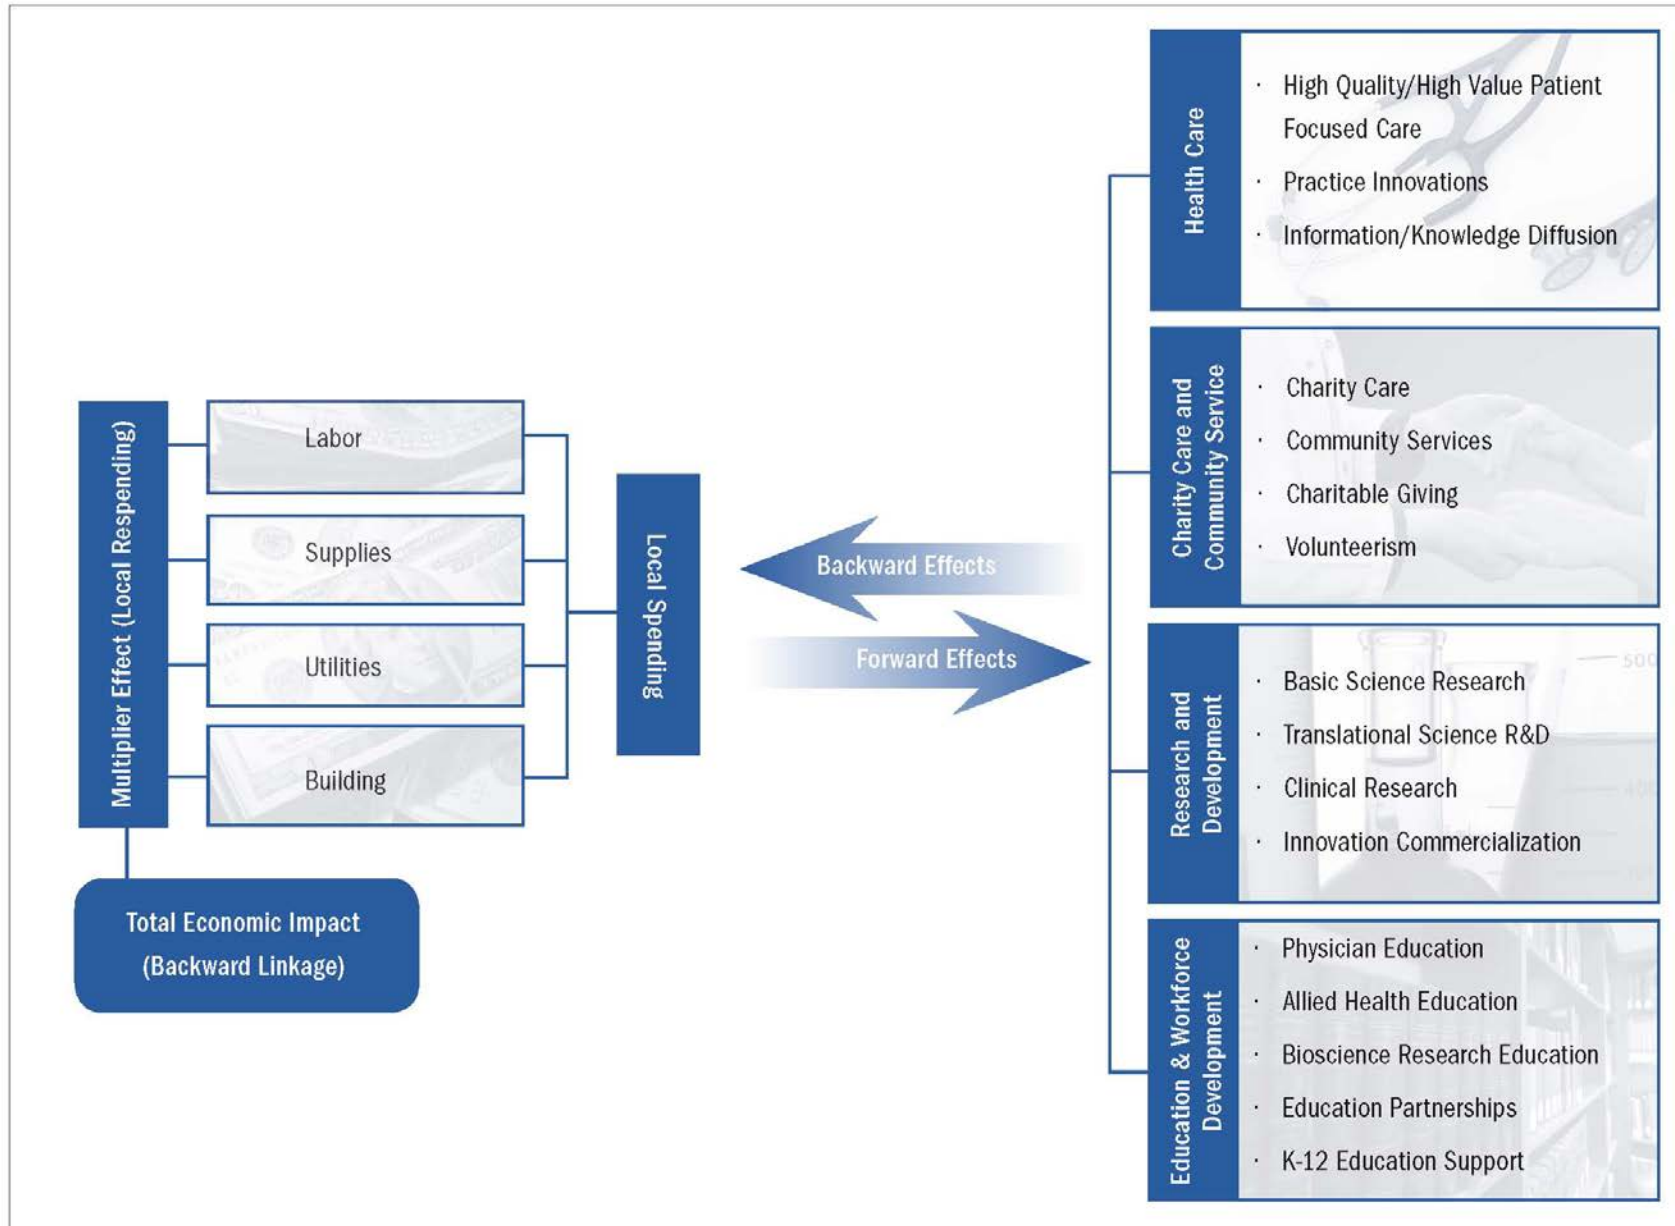 Multiplier Effect (Local Respending)
Labor
Supplies
Utilities
Building
Local Spending
Total Economic Impact
(Backward Linkage)
Backward Effects
Forward Effects
Health Care
· High Quality/High Value Patient
Focused Care
· Practice Innovations
· Information/Knowledge Diffusion
Charity Care and
Community Service
· Charity Care
· Community Services
· Charitable Giving
· Volunteerism
Research and
Development
· Basic Science Research
· Translational Science R&D
· Clinical Research
· Innovation Commercialization
500
400
Education & Workforce
Development
· Physician Education
· Allied Health Education
· Bioscience Research Education
· Education Partnerships
· K-12 Education Support